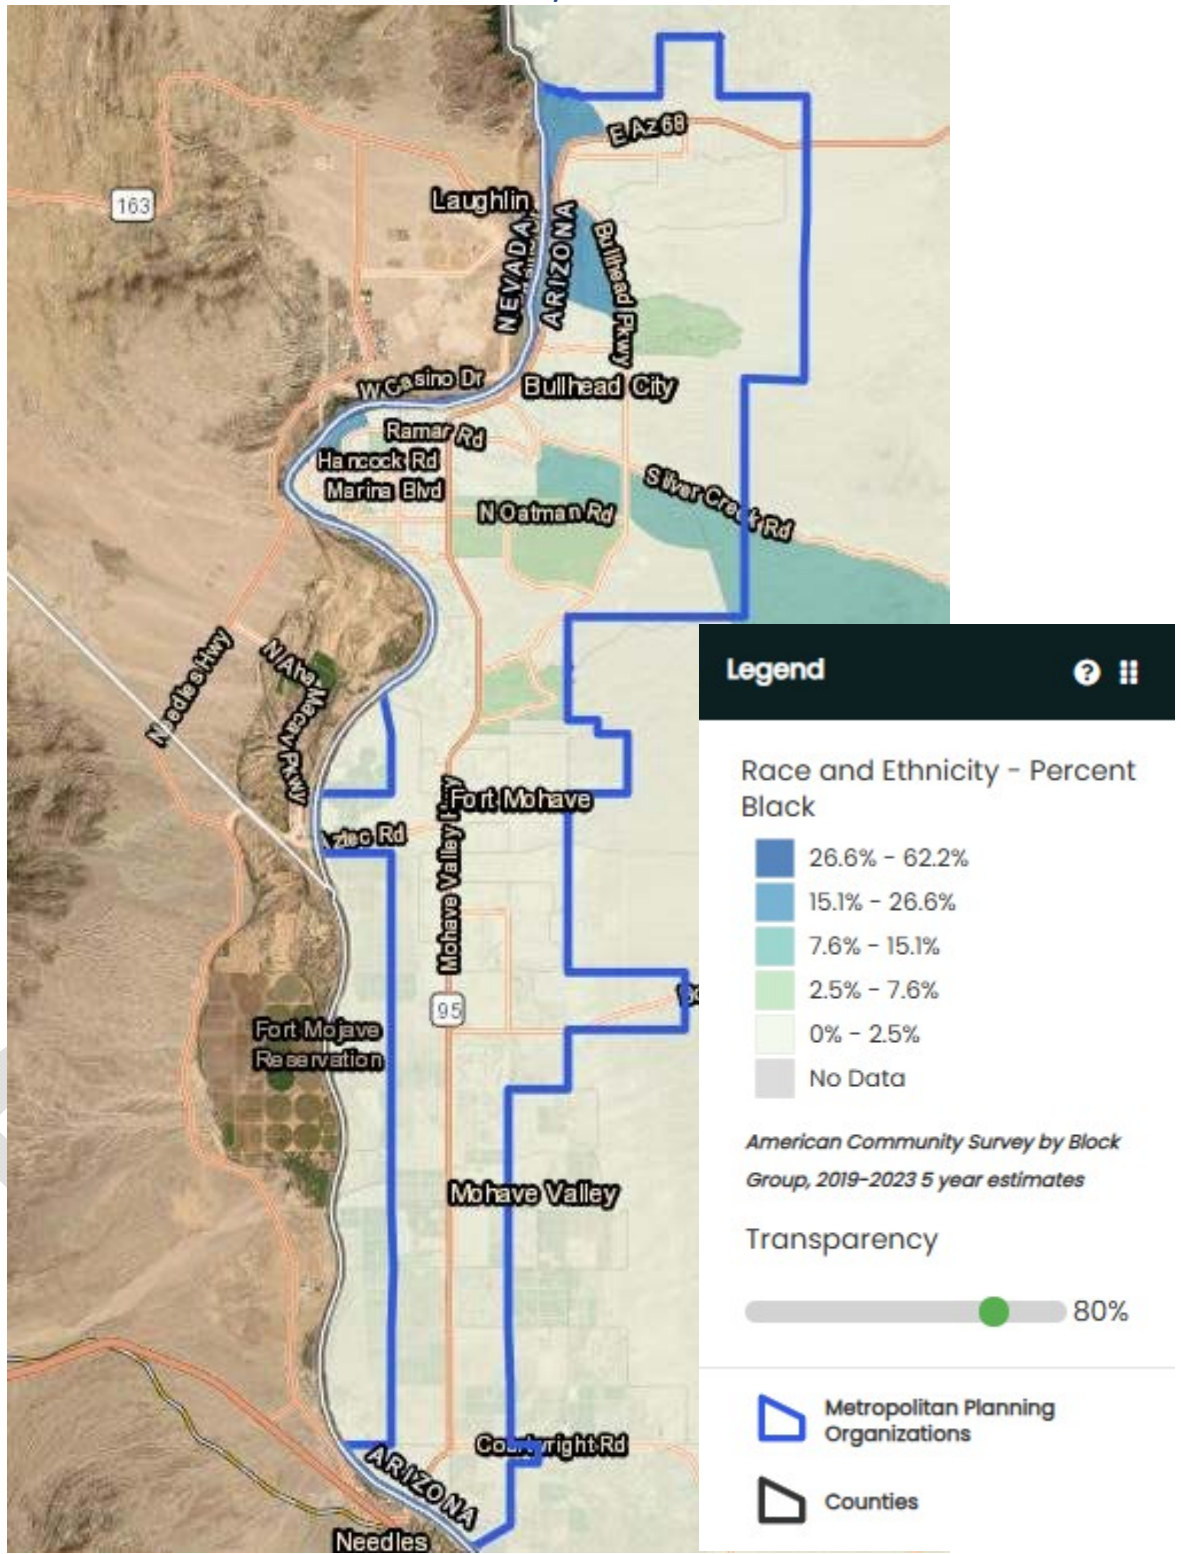 E Az 68
163
Laughlin
NEVADA
ARIZONA
Bullhead Pkwy
W Casino Dr
Bullhead City
Ramar Rd
Hancock Rd
Marina Blvd
Silver Creek Rd
N Oatman Rd
Needles Hwy
N Aha Macav Pkwy
Fort Mohave
Aztec Rd
Mohave Valley
95
Fort Mojave
Reservation
Mohave Valley
Courtwright Rd
ARIZONA
Needles
Legend
?
Race and Ethnicity - Percent
Black
26.6% - 62.2%
15.1% - 26.6%
7.6% - 15.1%
2.5% - 7.6%
0% - 2.5%
No Data
American Community Survey by Block
Group, 2019-2023 5 year estimates
Transparency
80%
Metropolitan Planning
Organizations
Counties